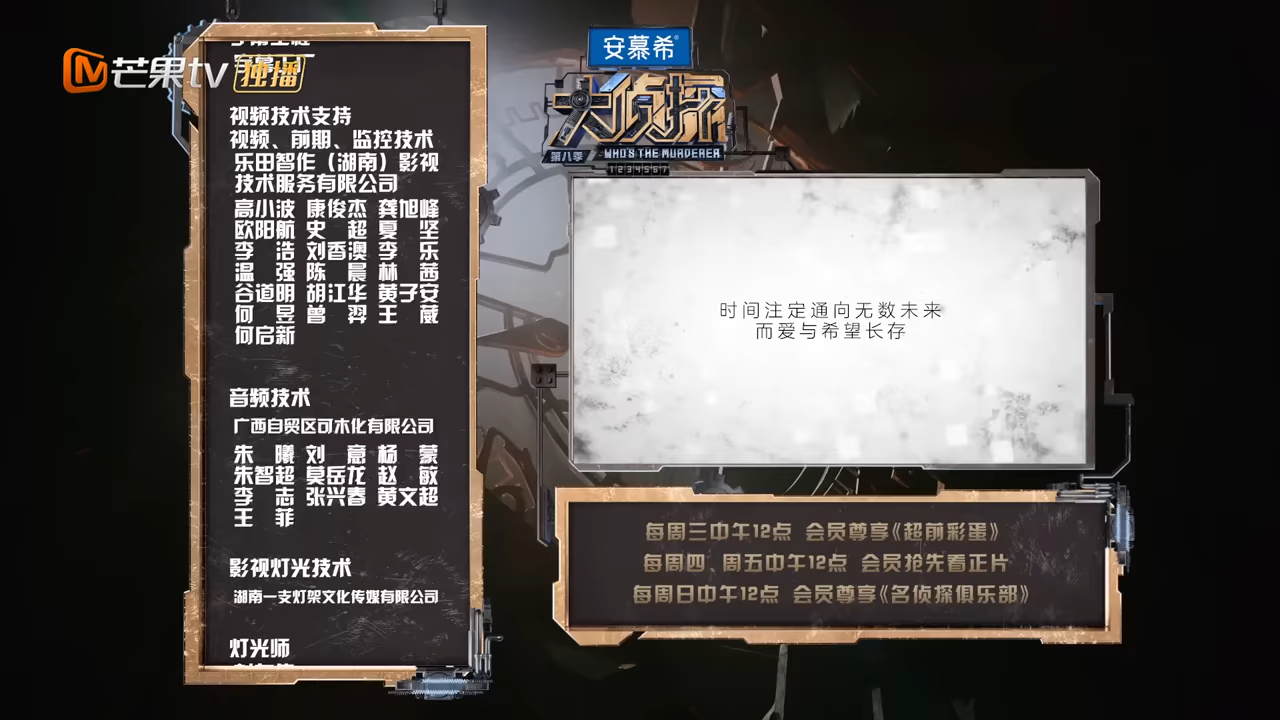 芒果tv
独播
视频技术支持
视频、前期、监控技术
乐田智作（湖南）影视
技术服务有限公司
高小波 康俊杰 龚旭峰
欧阳航 史 超 夏 坚
李 浩 刘香澳 李 乐
温 强 陈 晨 林 茜
谷道明 胡江华 黄子安
何 昱 曾 羿 王 葳
何启新
音频技术
广西自贸区可木化有限公司
朱 曦 刘 意 杨 蒙
朱智超 莫岳龙 赵 敏
李 志 张兴春 黄文超
王 菲
影视灯光技术
湖南一支灯架文化传媒有限公司
灯光师
安慕希®
大侦探
第八季 WHO'S THE MURDERER
1234567
时间注定通向无数未来
而爱与希望长存
每周三中午12点 会员尊享《超前彩蛋》
每周四、周五中午12点 会员抢先看正片
每周日中午12点 会员尊享《名侦探俱乐部》